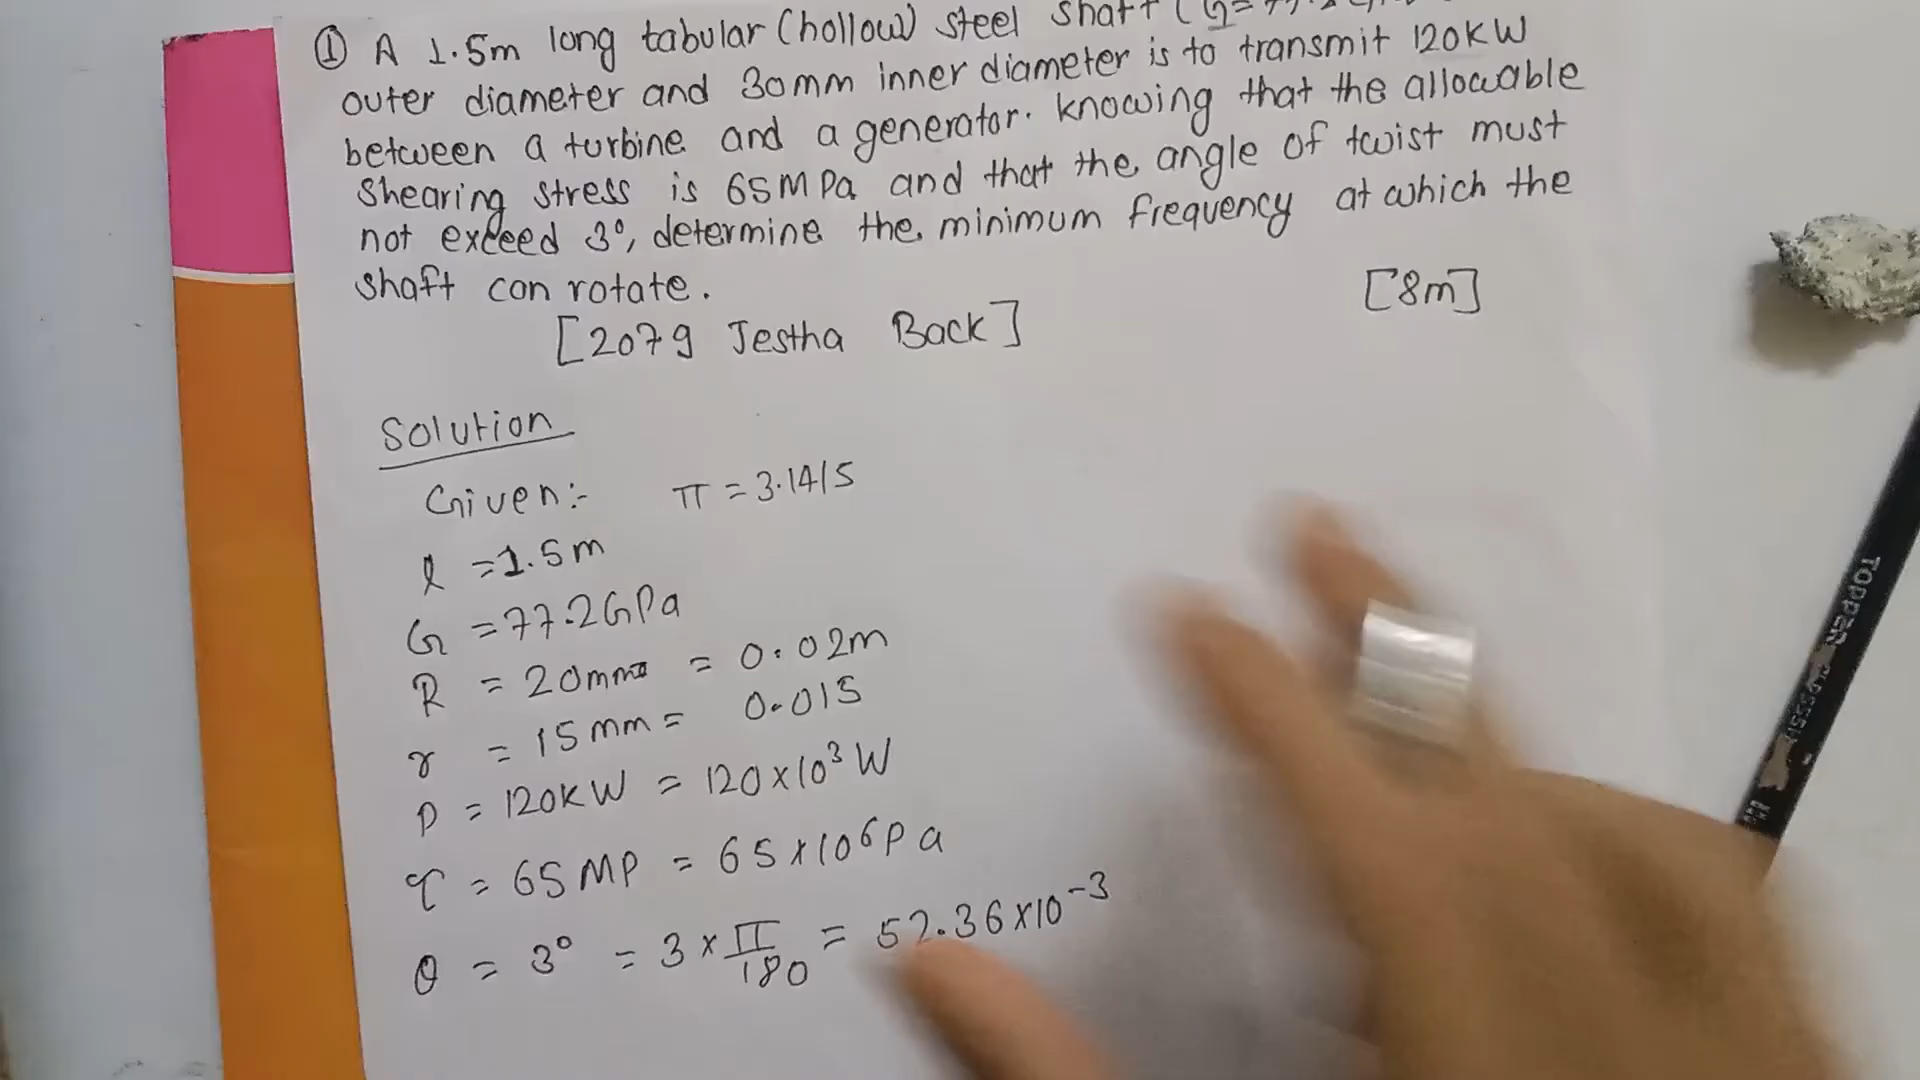 ① A 1.5m long tabular (hollow) steel shaft (G=77.2
outer diameter and 30mm inner diameter is to transmit 120KW
between a turbine and a generator. Knowing that the allowable
shearing stress is 65MPa and that the angle of twist must
not exceed 3°, determine the minimum frequency at which the
shaft can rotate.
[8m]
[2079 Jestha Back]
Solution
Given:- π = 3.1415
l = 1.5m
G = 77.2GPa
R = 20mm = 0.02m
r = 15mm = 0.015
P = 120KW = 120×10³ W
τ = 65MP = 65×10⁶Pa
θ = 3° = 3×π/180 = 52.36×10⁻³
TOPPER